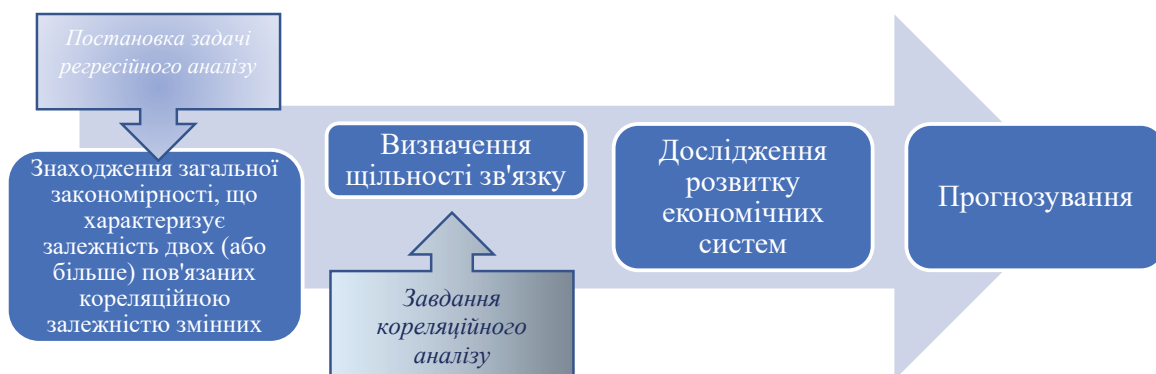 Постановка задачі
регресійного аналізу
Знаходження загальної
закономірності, що
характеризує
залежність двох (або
більше) пов'язаних
кореляційною
залежністю змінних
Визначення
щільності зв'язку
Завдання
кореляційного
аналізу
Дослідження
розвитку
економічних
систем
Прогнозування